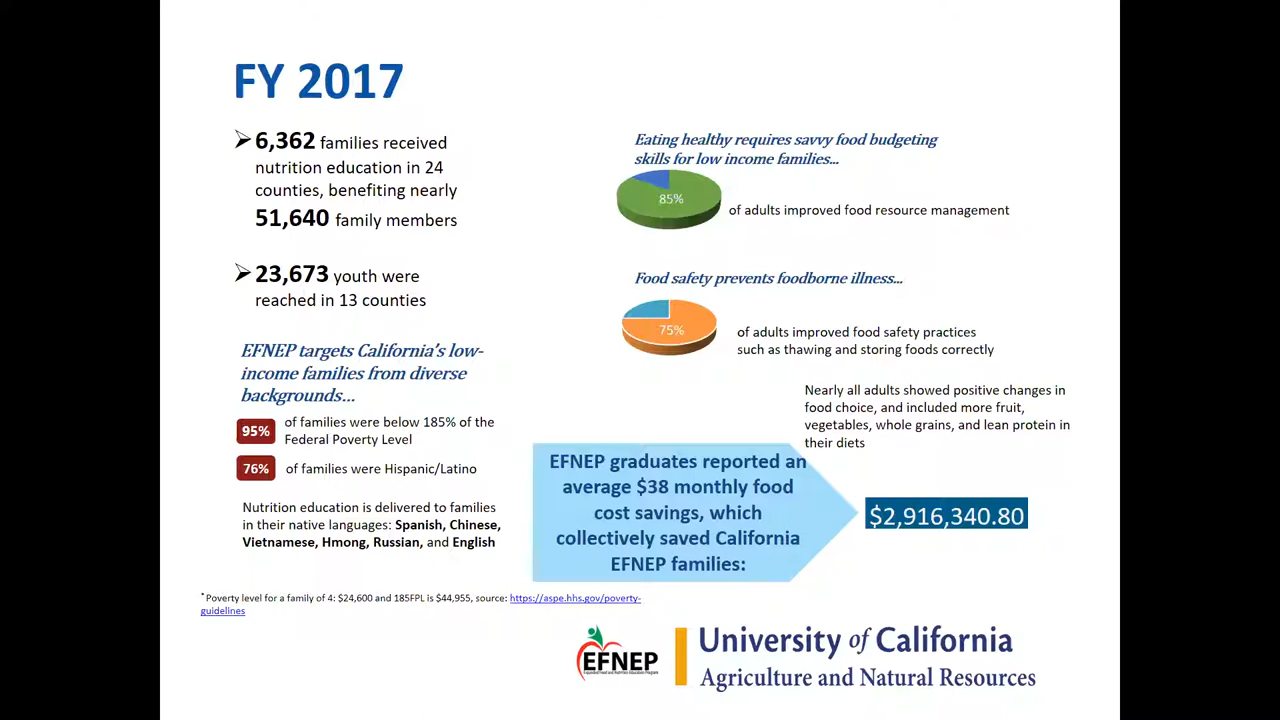 FY 2017
6,362 families received
nutrition education in 24
counties, benefiting nearly
51,640 family members
23,673 youth were
reached in 13 counties
EFNEP targets California's low-
income families from diverse
backgrounds...
95%
of families were below 185% of the
Federal Poverty Level
76%
of families were Hispanic/Latino
Nutrition education is delivered to families
in their native languages: Spanish, Chinese,
Vietnamese, Hmong, Russian, and English
Eating healthy requires savvy food budgeting
skills for low income families...
85%
of adults improved food resource management
Food safety prevents foodborne illness...
75%
of adults improved food safety practices
such as thawing and storing foods correctly
Nearly all adults showed positive changes in
food choice, and included more fruit,
vegetables, whole grains, and lean protein in
their diets
EFNEP graduates reported an
average $38 monthly food
cost savings, which
collectively saved California
EFNEP families:
$2,916,340.80
*Poverty level for a family of 4: $24,600 and 185FPL is $44,955, source: https://aspe.hhs.gov/poverty-
guidelines
EFNEP
Expanded Food and Nutrition Education Program
University of California
Agriculture and Natural Resources